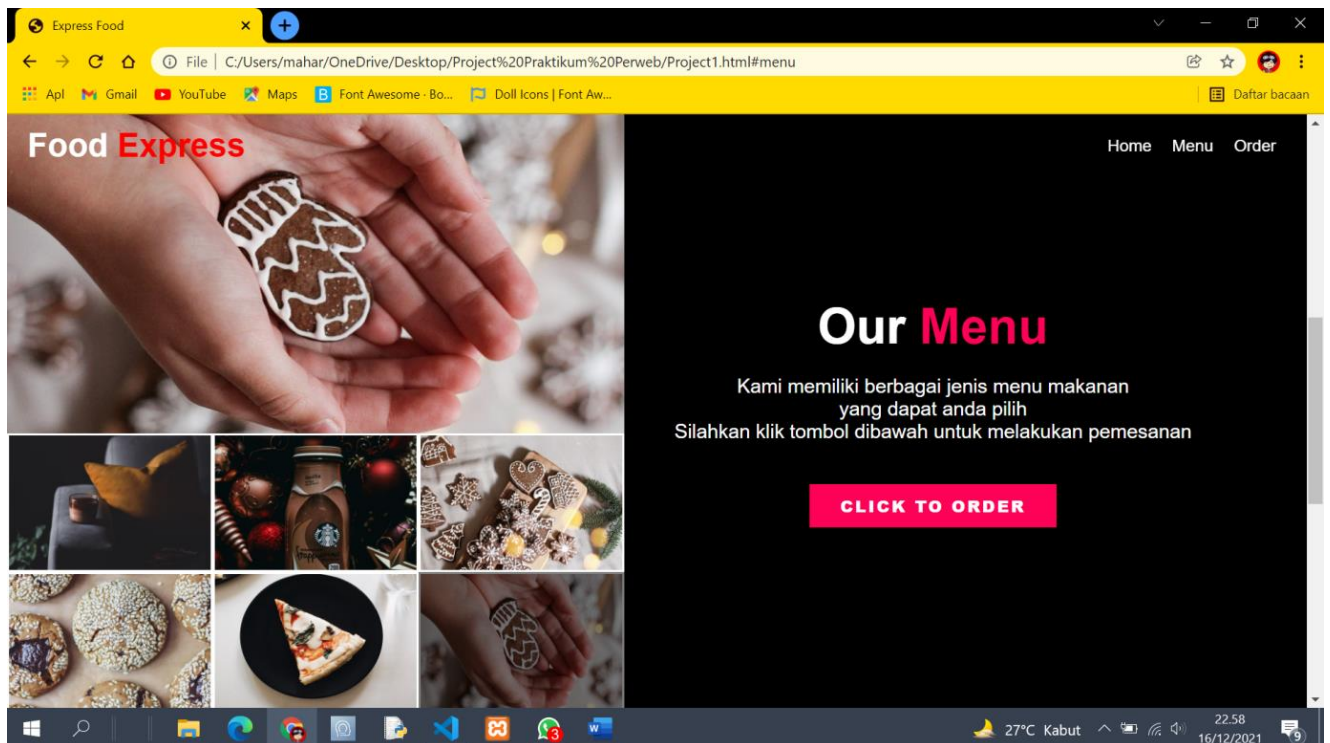 Express Food
File C:/Users/mahar/OneDrive/Desktop/Project%20Praktikum%20Perweb/Project1.html#menu
Apl Gmail YouTube Maps B Font Awesome - Bo... Doll Icons | Font Aw... Daftar bacaan
Food Express Home Menu Order
Our Menu
Kami memiliki berbagai jenis menu makanan
yang dapat anda pilih
Silahkan klik tombol dibawah untuk melakukan pemesanan
CLICK TO ORDER
27°C Kabut 22.58
16/12/2021
3
9